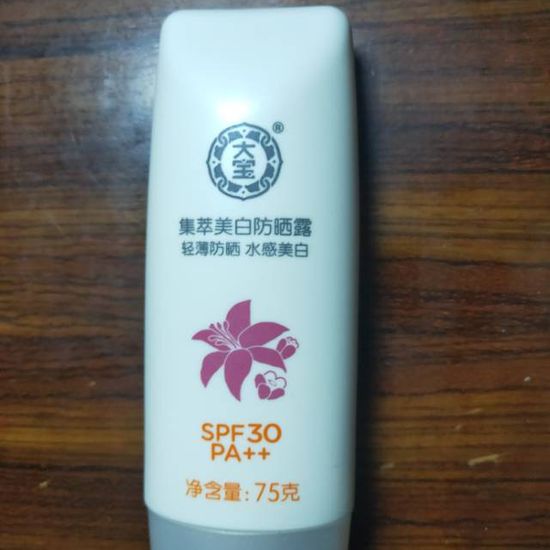 大宝®
集萃美白防晒露
轻薄防晒 水感美白
SPF30
PA++
净含量: 75克